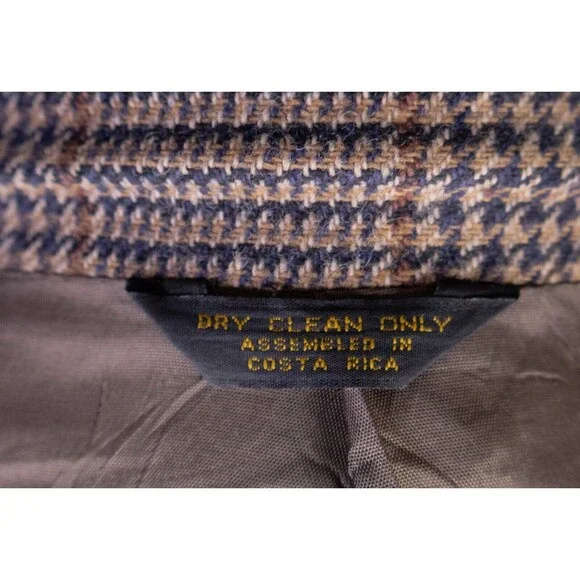 DRY CLEAN ONLY
ASSEMBLED IN
COSTA RICA